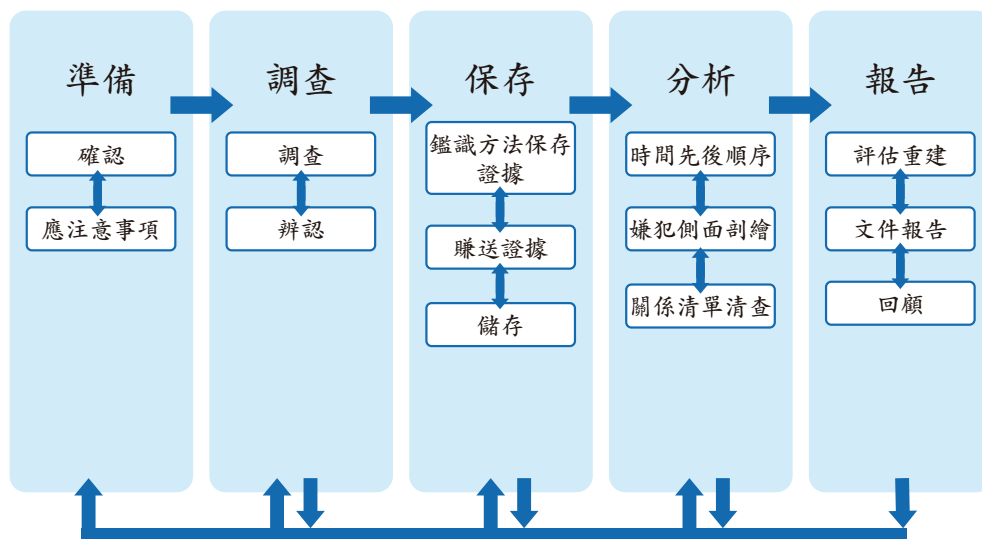 準備
確認
應注意事項
調查
調查
辨認
保存
鑑識方法保存
證據
賺送證據
儲存
分析
時間先後順序
嫌犯側面剖繪
關係清單清查
報告
評估重建
文件報告
回顧